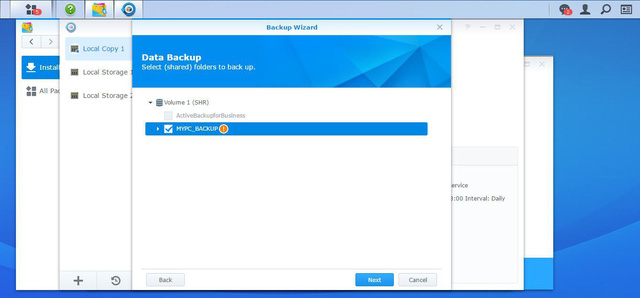 Backup Wizard
Local Copy 1
Data Backup
Select (shared) folders to back up.
Install
Local Storage 1
All Pa
Local Storage 2
Volume 1 (SHR)
ActiveBackupforBusiness
MYPC_BACKUP
ervice
:00 Interval: Daily
Back
Next
Cancel